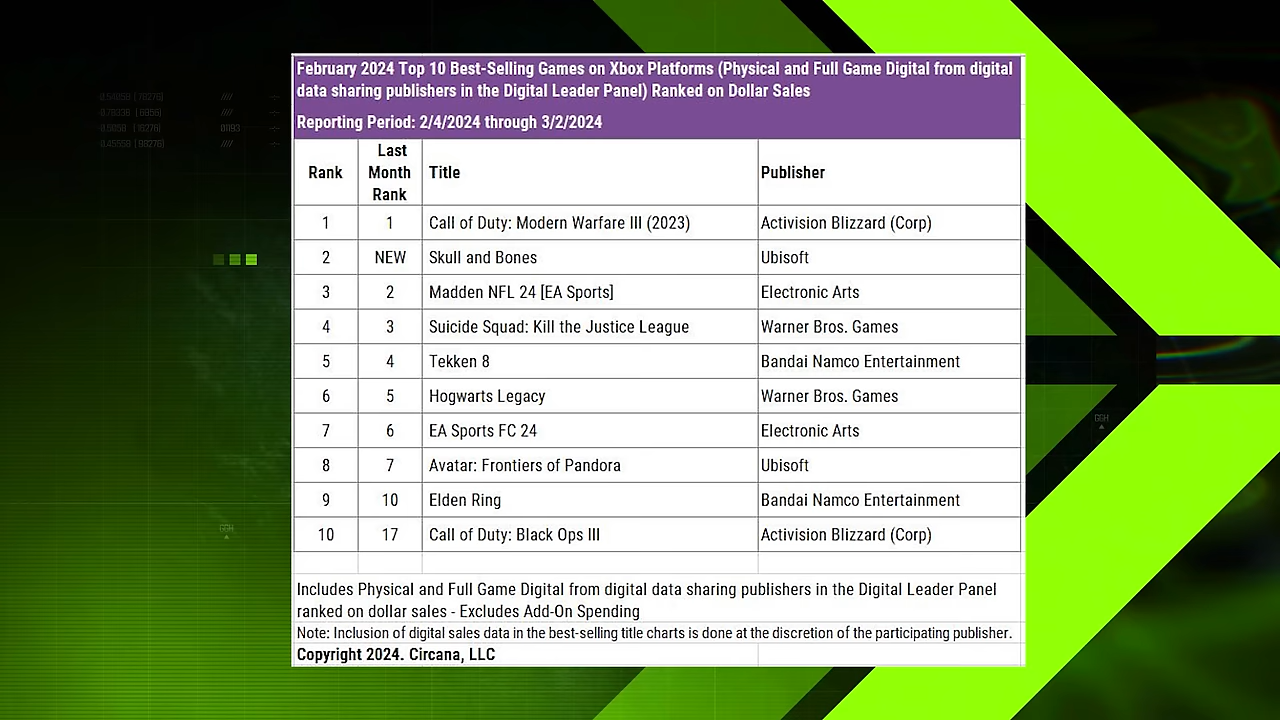 February 2024 Top 10 Best-Selling Games on Xbox Platforms (Physical and Full Game Digital from digital
data sharing publishers in the Digital Leader Panel) Ranked on Dollar Sales
Reporting Period: 2/4/2024 through 3/2/2024
Rank Last Month Rank Title Publisher
1 1 Call of Duty: Modern Warfare III (2023) Activision Blizzard (Corp)
2 NEW Skull and Bones Ubisoft
3 2 Madden NFL 24 [EA Sports] Electronic Arts
4 3 Suicide Squad: Kill the Justice League Warner Bros. Games
5 4 Tekken 8 Bandai Namco Entertainment
6 5 Hogwarts Legacy Warner Bros. Games
7 6 EA Sports FC 24 Electronic Arts
8 7 Avatar: Frontiers of Pandora Ubisoft
9 10 Elden Ring Bandai Namco Entertainment
10 17 Call of Duty: Black Ops III Activision Blizzard (Corp)
Includes Physical and Full Game Digital from digital data sharing publishers in the Digital Leader Panel
ranked on dollar sales - Excludes Add-On Spending
Note: Inclusion of digital sales data in the best-selling title charts is done at the discretion of the participating publisher.
Copyright 2024. Circana, LLC